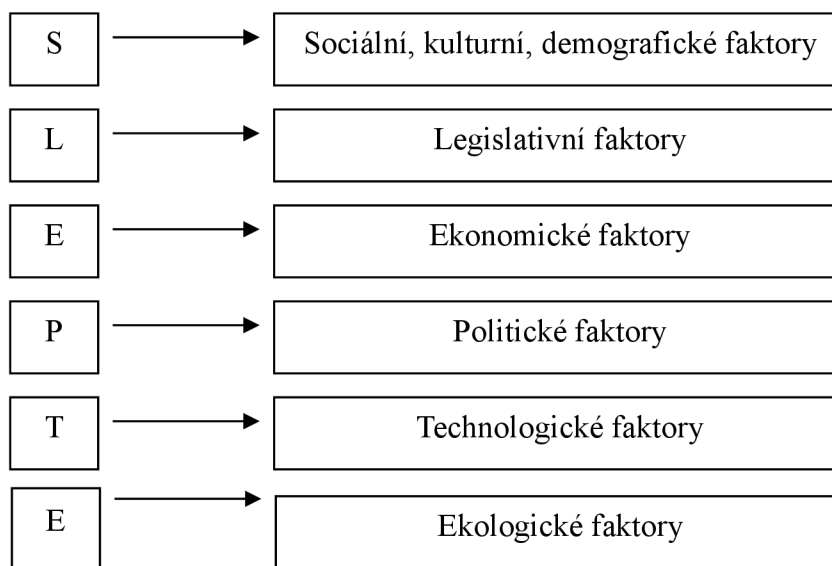 S Sociální, kulturní, demografické faktory
L Legislativní faktory
E Ekonomické faktory
P Politické faktory
T Technologické faktory
E Ekologické faktory